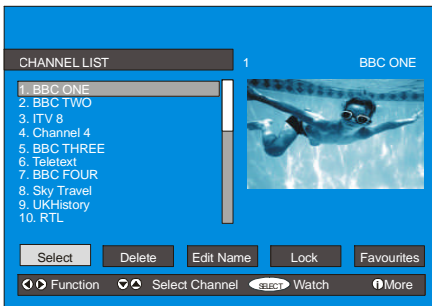 CHANNEL LIST
1 BBC ONE
1. BBC ONE
2. BBC TWO
3. ITV 8
4. Channel 4
5. BBC THREE
6. Teletext
7. BBC FOUR
8. Sky Travel
9. UKHistory
10. RTL
Select Delete Edit Name Lock Favourites
Function Select Channel SELECT Watch i More